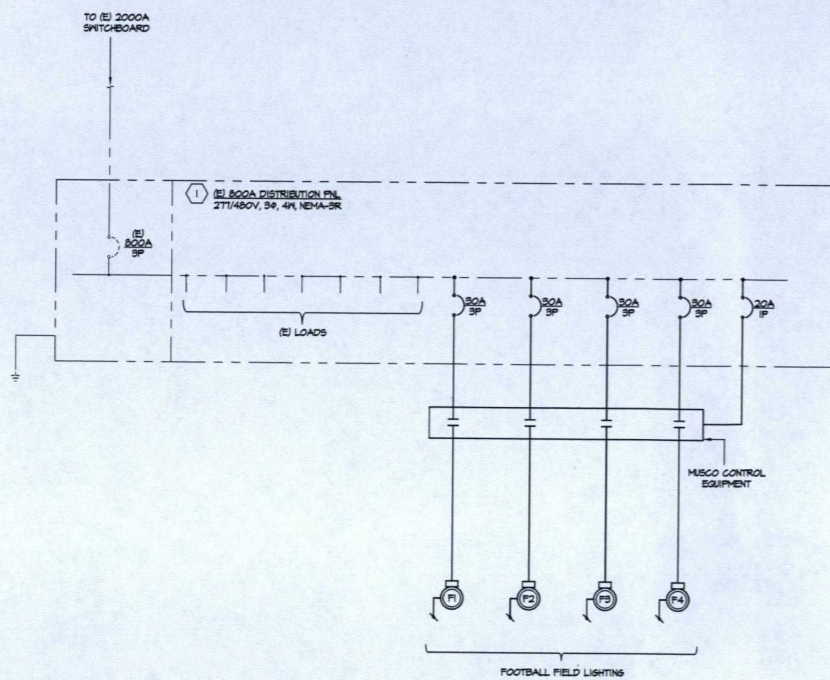 TO (E) 2000A
SWITCHBOARD
1
(E) 800A DISTRIBUTION PNL
277/480V, 3Φ, 4W, NEMA-3R
(E)
800A
3P
(E) LOADS
30A
3P
30A
3P
30A
3P
30A
3P
20A
1P
MUSCO CONTROL
EQUIPMENT
F1
F2
F3
F4
FOOTBALL FIELD LIGHTING